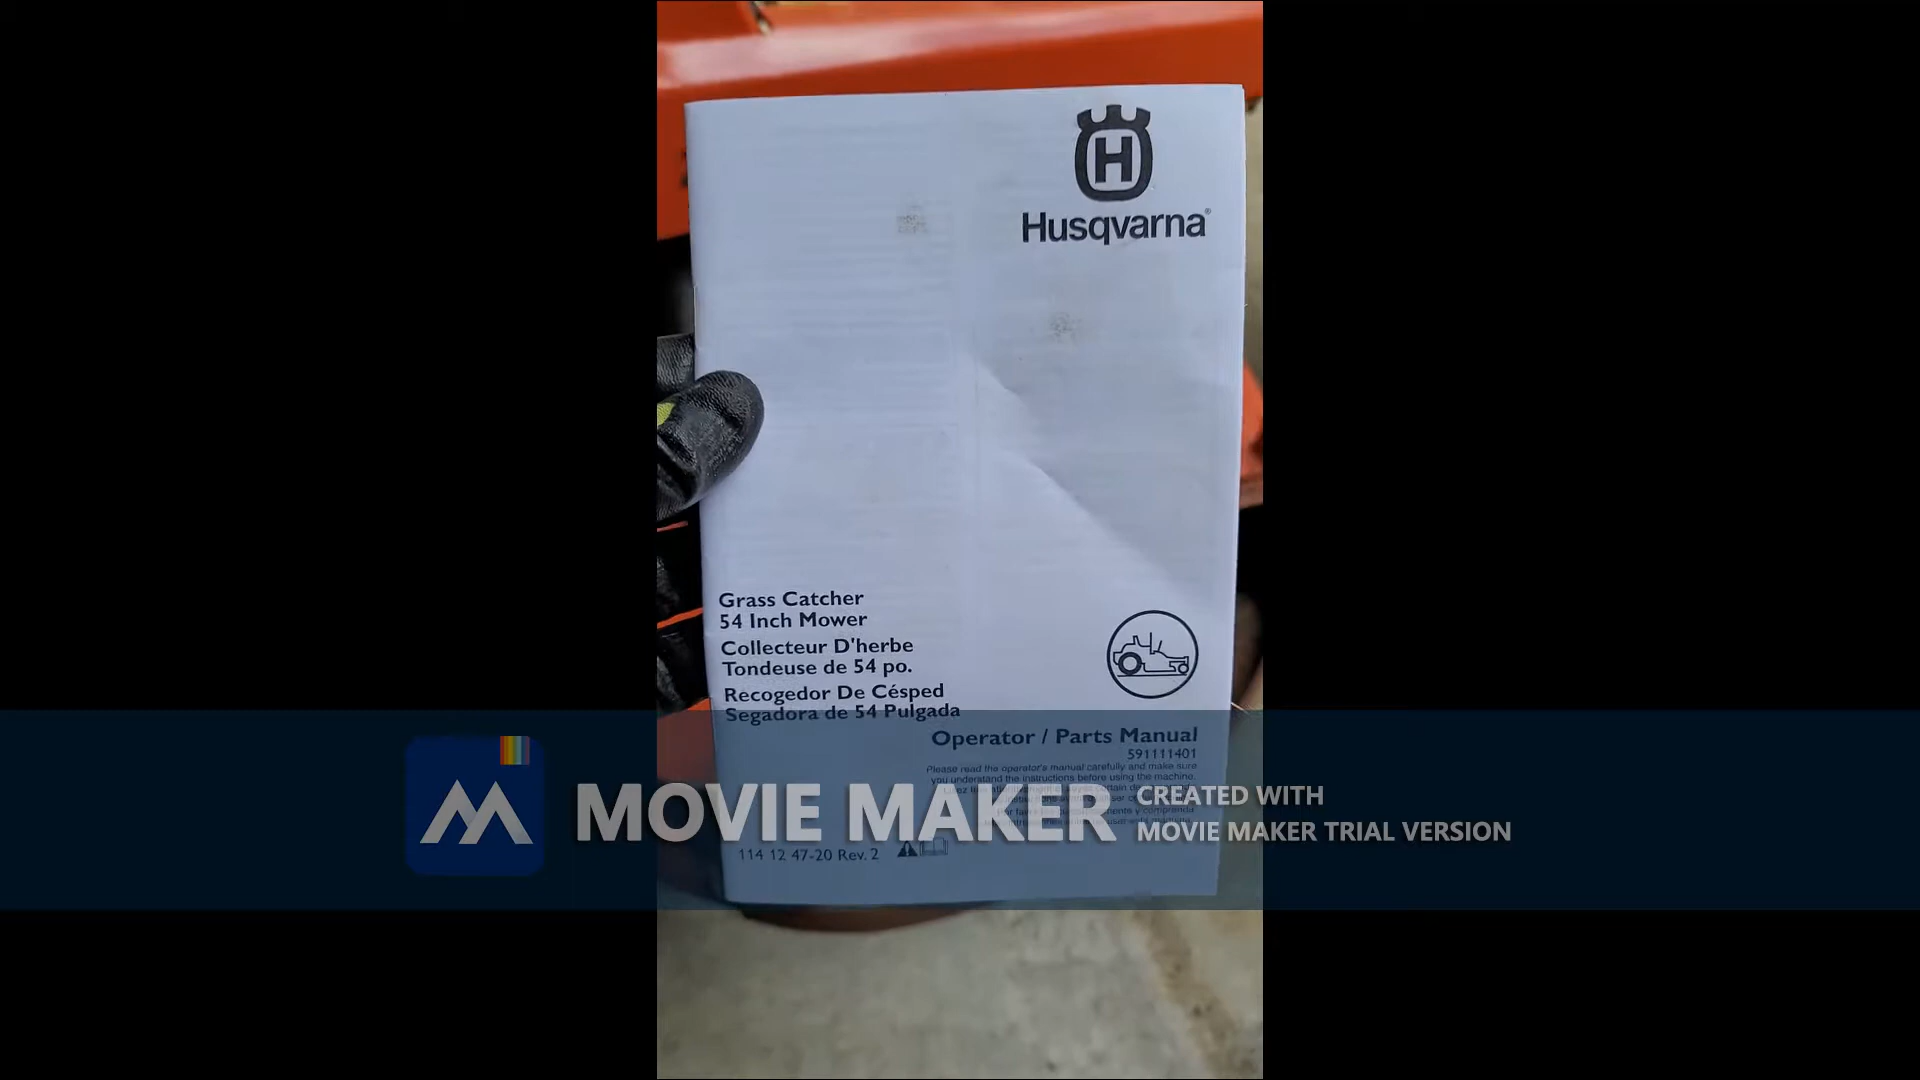 H
Husqvarna®
Grass Catcher
54 Inch Mower
Collecteur D'herbe
Tondeuse de 54 po.
Recogedor De Césped
Segadora de 54 Pulgada
Operator / Parts Manual
591111401
Please read the operator's manual carefully and make sure
you understand the instructions before using the machine.
114 12 47-20 Rev. 2
MOVIE MAKER
CREATED WITH
MOVIE MAKER TRIAL VERSION